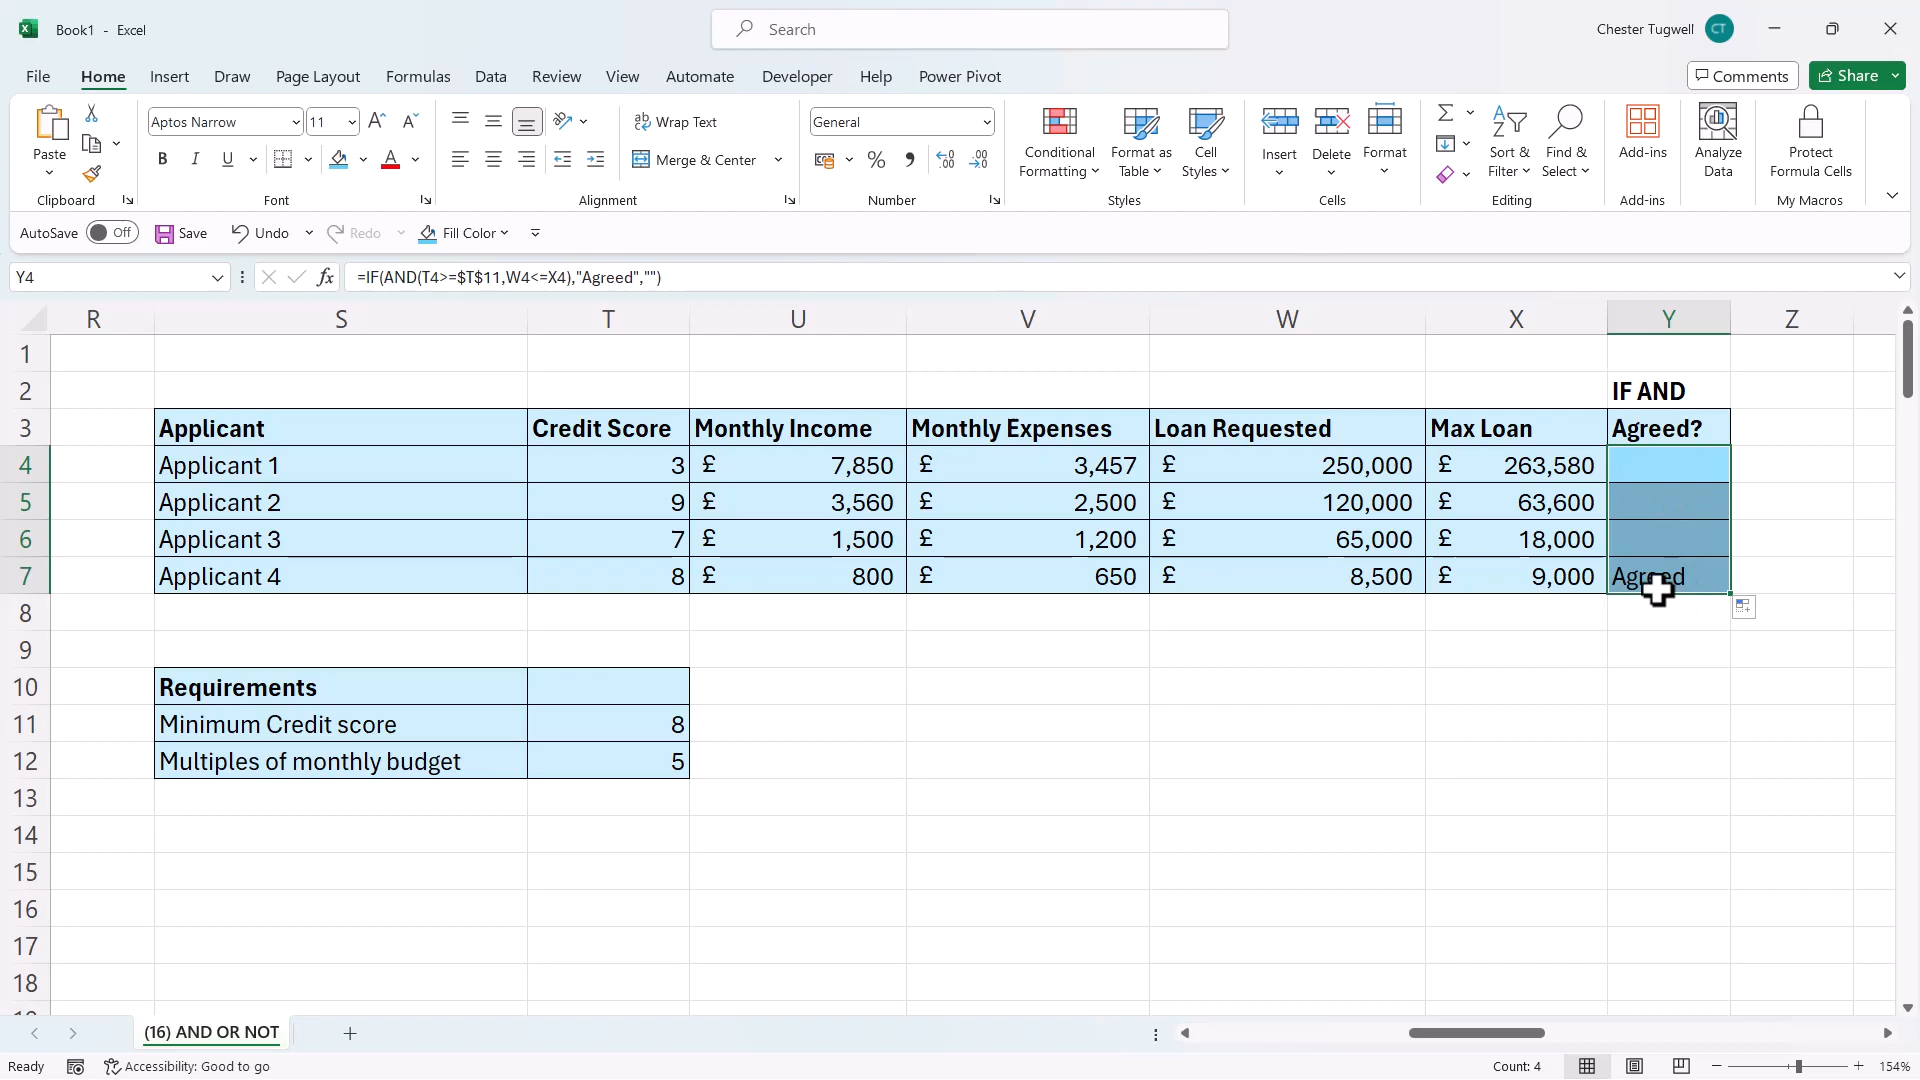 Book1 - Excel
Search
Chester Tugwell
CT
File Home Insert Draw Page Layout Formulas Data Review View Automate Developer Help Power Pivot
Comments
Share
Paste
Clipboard
Aptos Narrow
11
B I U
Font
Wrap Text
Merge & Center
Alignment
General
Number
Conditional Formatting
Format as Table
Cell Styles
Styles
Insert
Delete
Format
Cells
Sort & Filter
Find & Select
Editing
Add-ins
Add-ins
Analyze Data
Protect Formula Cells
My Macros
AutoSave Off Save Undo Redo Fill Color
Y4
fx
=IF(AND(T4>=$T$11,W4<=X4),"Agreed","")
R S T U V W X Y Z
1
2 IF AND
3 Applicant Credit Score Monthly Income Monthly Expenses Loan Requested Max Loan Agreed?
4 Applicant 1 3 £ 7,850 £ 3,457 £ 250,000 £ 263,580
5 Applicant 2 9 £ 3,560 £ 2,500 £ 120,000 £ 63,600
6 Applicant 3 7 £ 1,500 £ 1,200 £ 65,000 £ 18,000
7 Applicant 4 8 £ 800 £ 650 £ 8,500 £ 9,000 Agreed
8
9
10 Requirements
11 Minimum Credit score 8
12 Multiples of monthly budget 5
13
14
15
16
17
18
(16) AND OR NOT
Ready
Accessibility: Good to go
Count: 4
154%